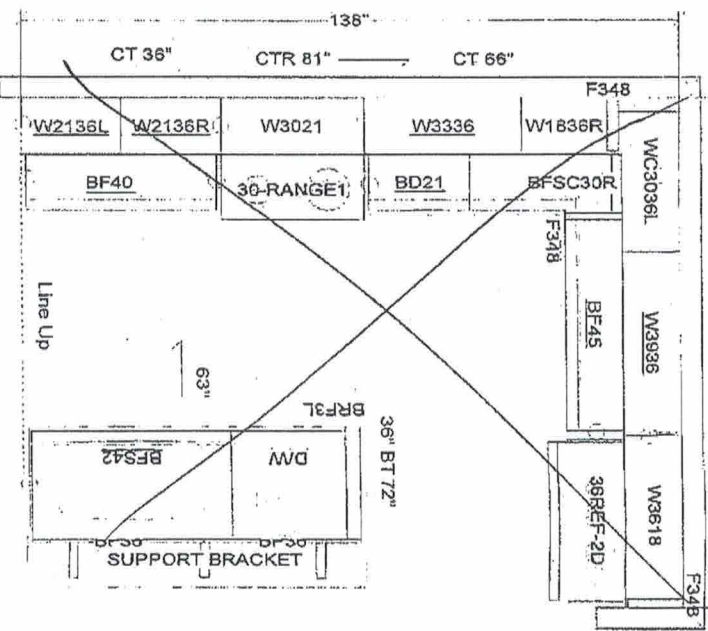 138"
CT 36"
CTR 81"
CT 66"
F348
W2136L
W2136R
W3021
W3336
W1836R
WC3036L
BF40
30-RANGE1
BD21
BFSC30R
F348
BF45
W3936
Line Up
63"
BRF3L
36" BT 72"
BFS42
D/W
36REF-2D
W3618
SUPPORT BRACKET
F348